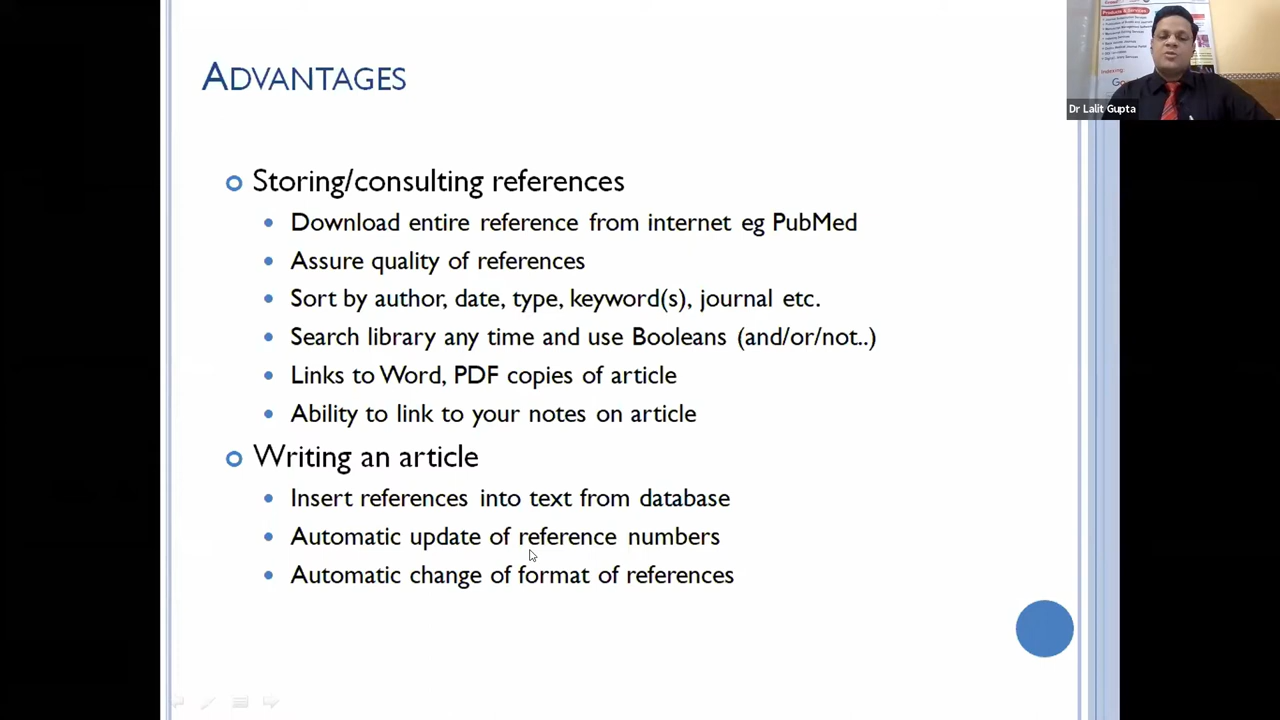 Products & Services
Indexing:
Dr Lalit Gupta
ADVANTAGES
Storing/consulting references
Download entire reference from internet eg PubMed
Assure quality of references
Sort by author, date, type, keyword(s), journal etc.
Search library any time and use Booleans (and/or/not..)
Links to Word, PDF copies of article
Ability to link to your notes on article
Writing an article
Insert references into text from database
Automatic update of reference numbers
Automatic change of format of references